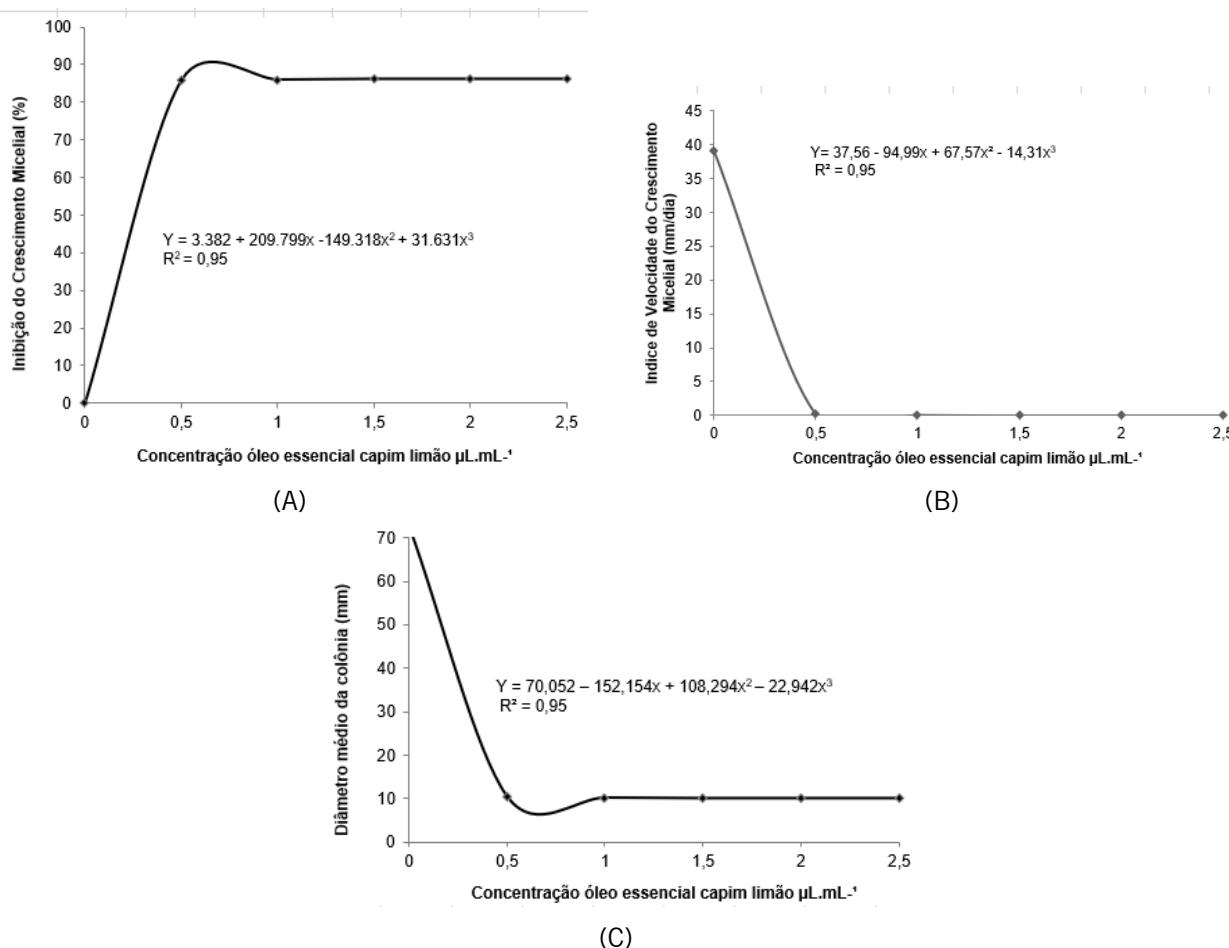 100
90
80
70
60
50
40
30
20
10
0
Inibição do Crescimento Micelial (%)
Y = 3.382 + 209.799x -149.318x² + 31.631x³
R² = 0,95
0 0,5 1 1,5 2 2,5
Concentração óleo essencial capim limão µL.mL-¹
(A)
45
40
35
30
25
20
15
10
5
0
Indice de Velocidade do Crescimento
Micelial (mm/dia)
Y= 37,56 - 94,99x + 67,57x² - 14,31x³
R² = 0,95
0 0,5 1 1,5 2 2,5
Concentração óleo essencial capim limão µL.mL-¹
(B)
70
60
50
40
30
20
10
0
Diâmetro médio da colônia (mm)
Y = 70,052 – 152,154x + 108,294x² – 22,942x³
R² = 0,95
0 0,5 1 1,5 2 2,5
Concentração óleo essencial capim limão µL.mL-¹
(C)